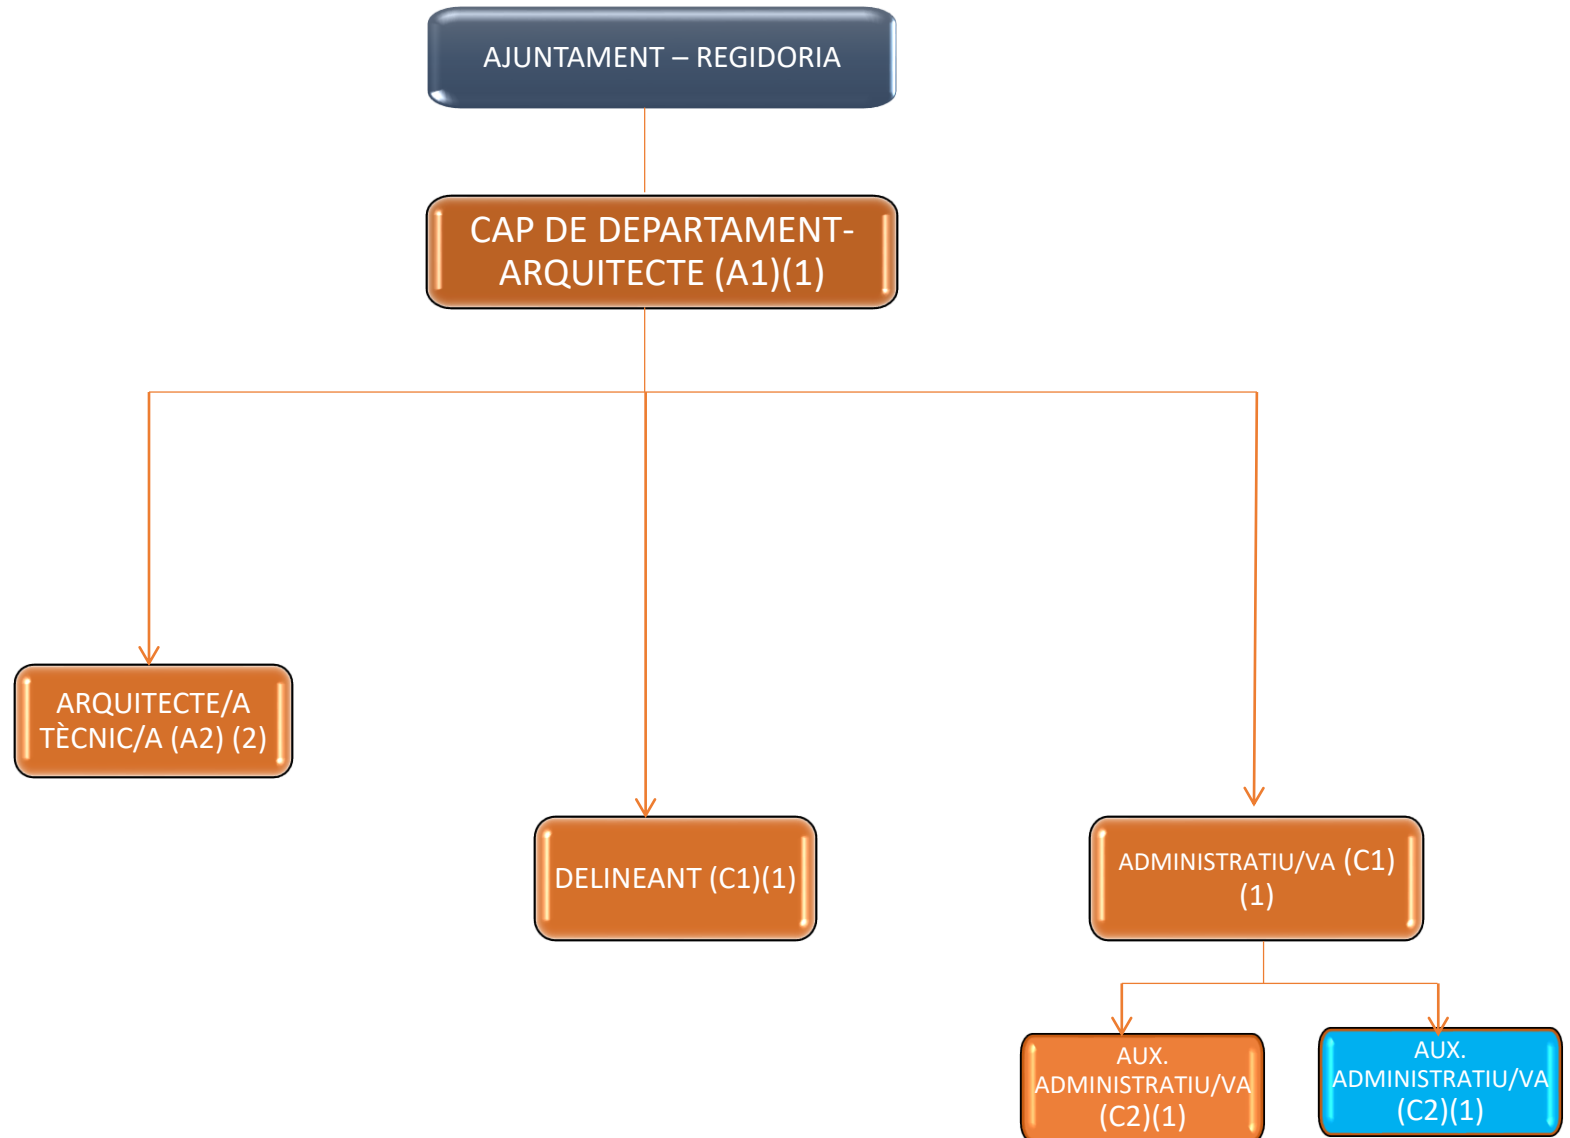 AJUNTAMENT – REGIDORIA
CAP DE DEPARTAMENT-
ARQUITECTE (A1)(1)
ARQUITECTE/A
TÈCNIC/A (A2) (2)
DELINEANT (C1)(1)
ADMINISTRATIU/VA (C1)
(1)
AUX.
ADMINISTRATIU/VA
(C2)(1)
AUX.
ADMINISTRATIU/VA
(C2)(1)